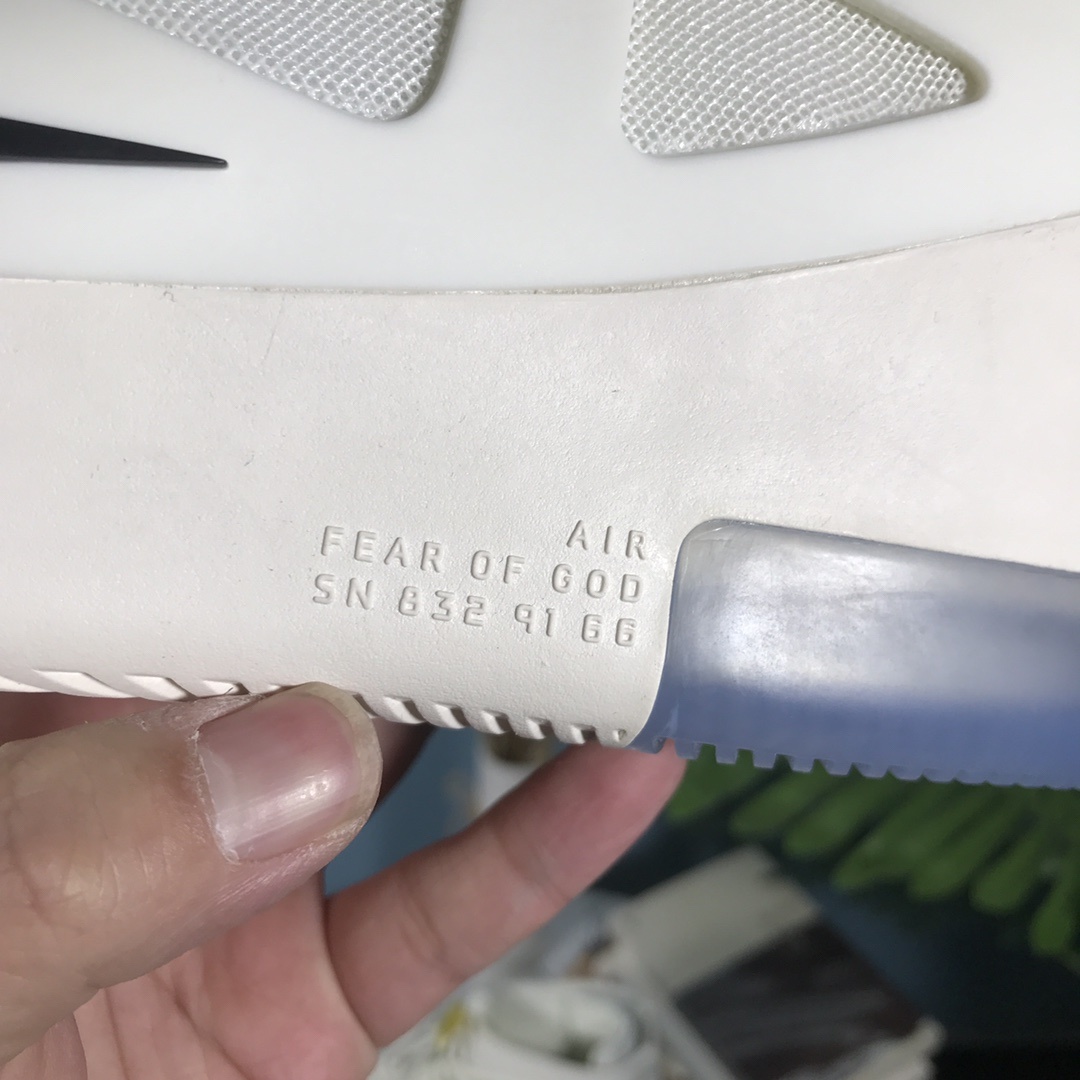 AIR
FEAR OF GOD
SN 832 91 66